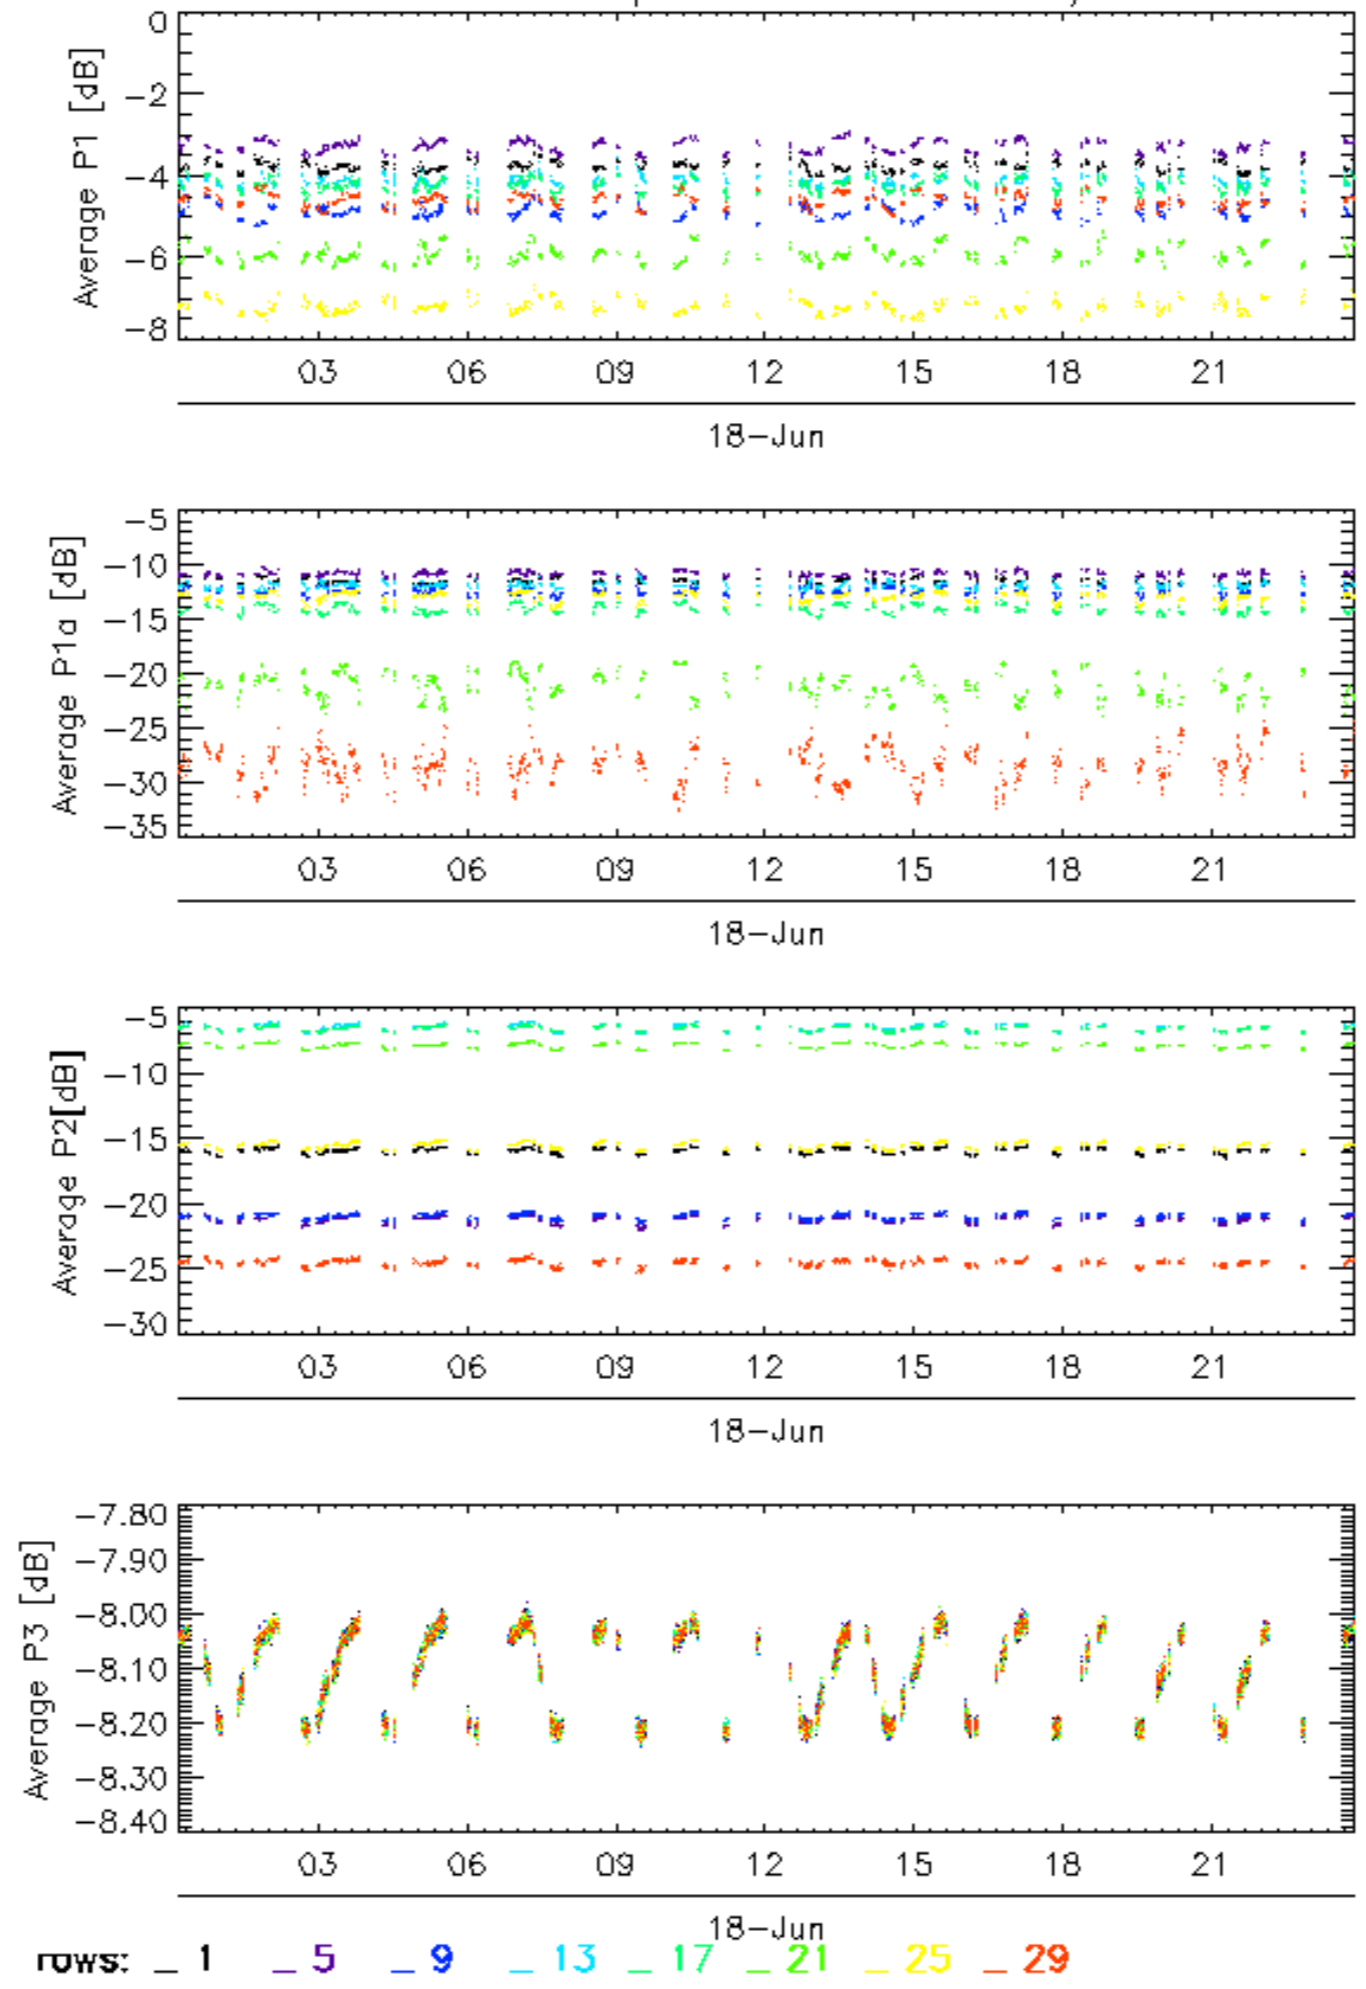 Average P1 [dB]
0
−2
−4
−6
−8
03 06 09 12 15 18 21
18−Jun
Average P1a [dB]
−5
−10
−15
−20
−25
−30
−35
03 06 09 12 15 18 21
18−Jun
Average P2[dB]
−5
−10
−15
−20
−25
−30
03 06 09 12 15 18 21
18−Jun
Average P3 [dB]
−7.80
−7.90
−8.00
−8.10
−8.20
−8.30
−8.40
03 06 09 12 15 18 21
18−Jun
rows: _ 1 _ 5 _ 9 _ 13 _ 17 _ 21 _ 25 _ 29